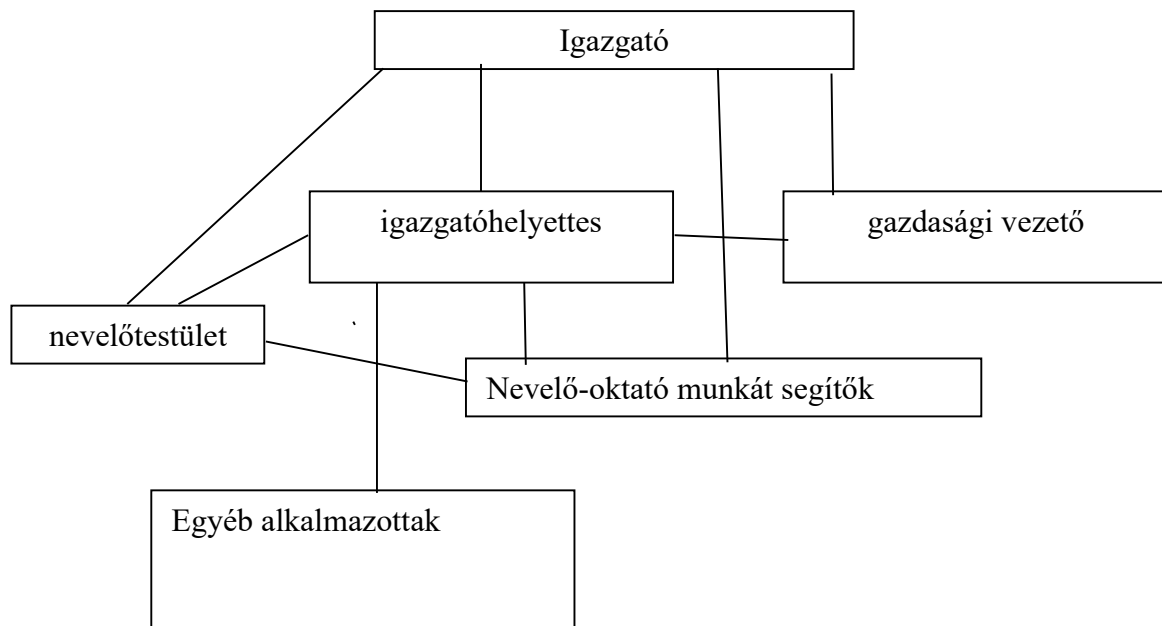 Igazgató
igazgatóhelyettes
gazdasági vezető
nevelőtestület
Nevelő-oktató munkát segítők
Egyéb alkalmazottak